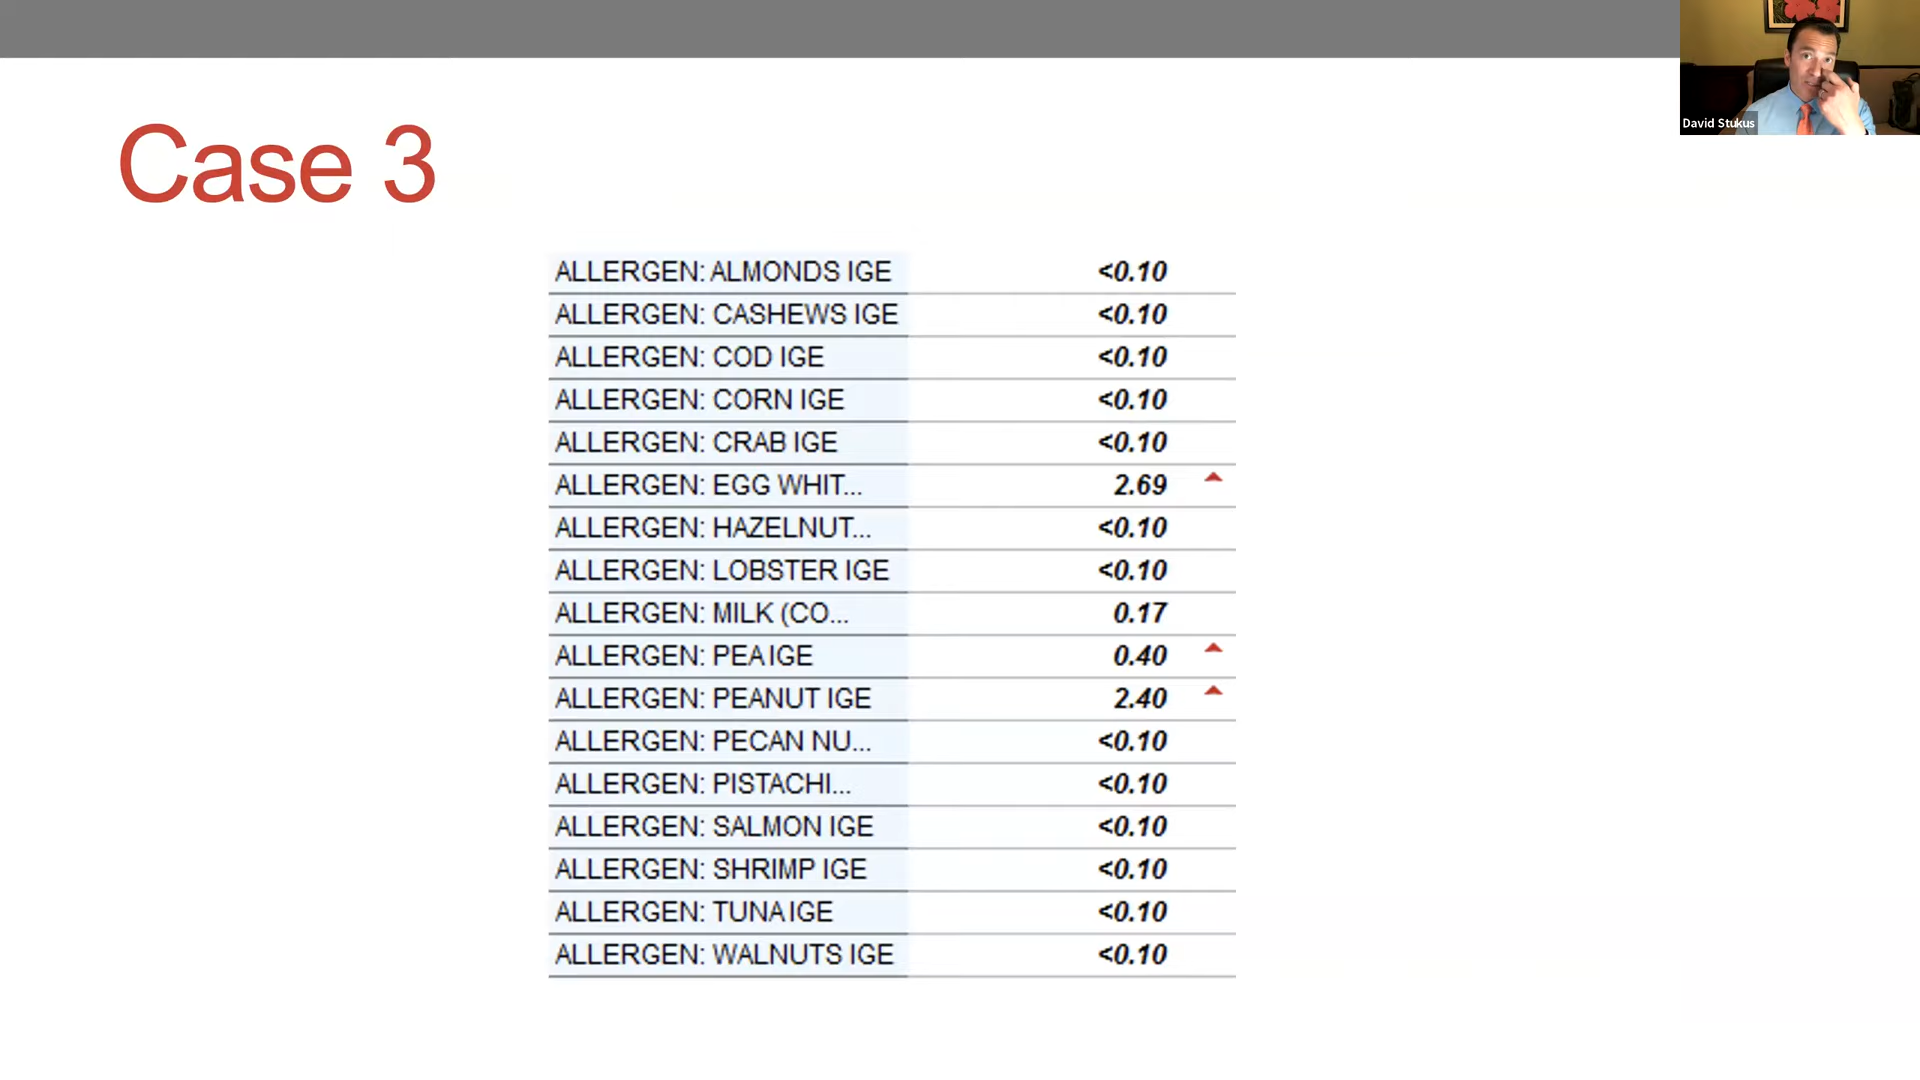 David Stukus
Case 3
ALLERGEN: ALMONDS IGE <0.10
ALLERGEN: CASHEWS IGE <0.10
ALLERGEN: COD IGE <0.10
ALLERGEN: CORN IGE <0.10
ALLERGEN: CRAB IGE <0.10
ALLERGEN: EGG WHIT... 2.69
ALLERGEN: HAZELNUT... <0.10
ALLERGEN: LOBSTER IGE <0.10
ALLERGEN: MILK (CO... 0.17
ALLERGEN: PEA IGE 0.40
ALLERGEN: PEANUT IGE 2.40
ALLERGEN: PECAN NU... <0.10
ALLERGEN: PISTACHI... <0.10
ALLERGEN: SALMON IGE <0.10
ALLERGEN: SHRIMP IGE <0.10
ALLERGEN: TUNA IGE <0.10
ALLERGEN: WALNUTS IGE <0.10